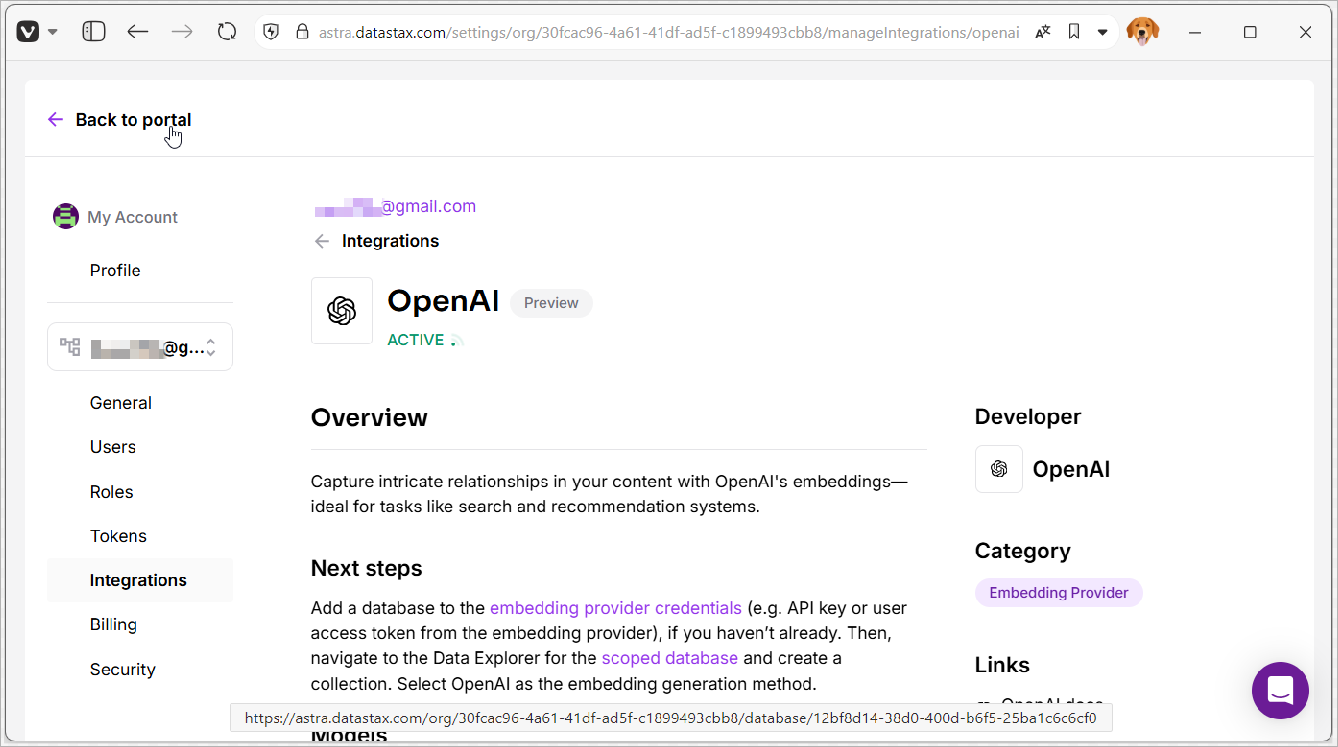 astra.datastax.com/settings/org/30fcac96-4a61-41df-ad5f-c1899493cbb8/manageIntegrations/openai
Back to portal
My Account
Profile
@g...
General
Users
Roles
Tokens
Integrations
Billing
Security
@gmail.com
Integrations
OpenAI Preview
ACTIVE
Overview
Capture intricate relationships in your content with OpenAI's embeddings—
ideal for tasks like search and recommendation systems.
Next steps
Add a database to the embedding provider credentials (e.g. API key or user
access token from the embedding provider), if you haven’t already. Then,
navigate to the Data Explorer for the scoped database and create a
collection. Select OpenAI as the embedding generation method.
Models
Developer
OpenAI
Category
Embedding Provider
Links
OpenAI docs
https://astra.datastax.com/org/30fcac96-4a61-41df-ad5f-c1899493cbb8/database/12bf8d14-38d0-400d-b6f5-25ba1c6c6cf0